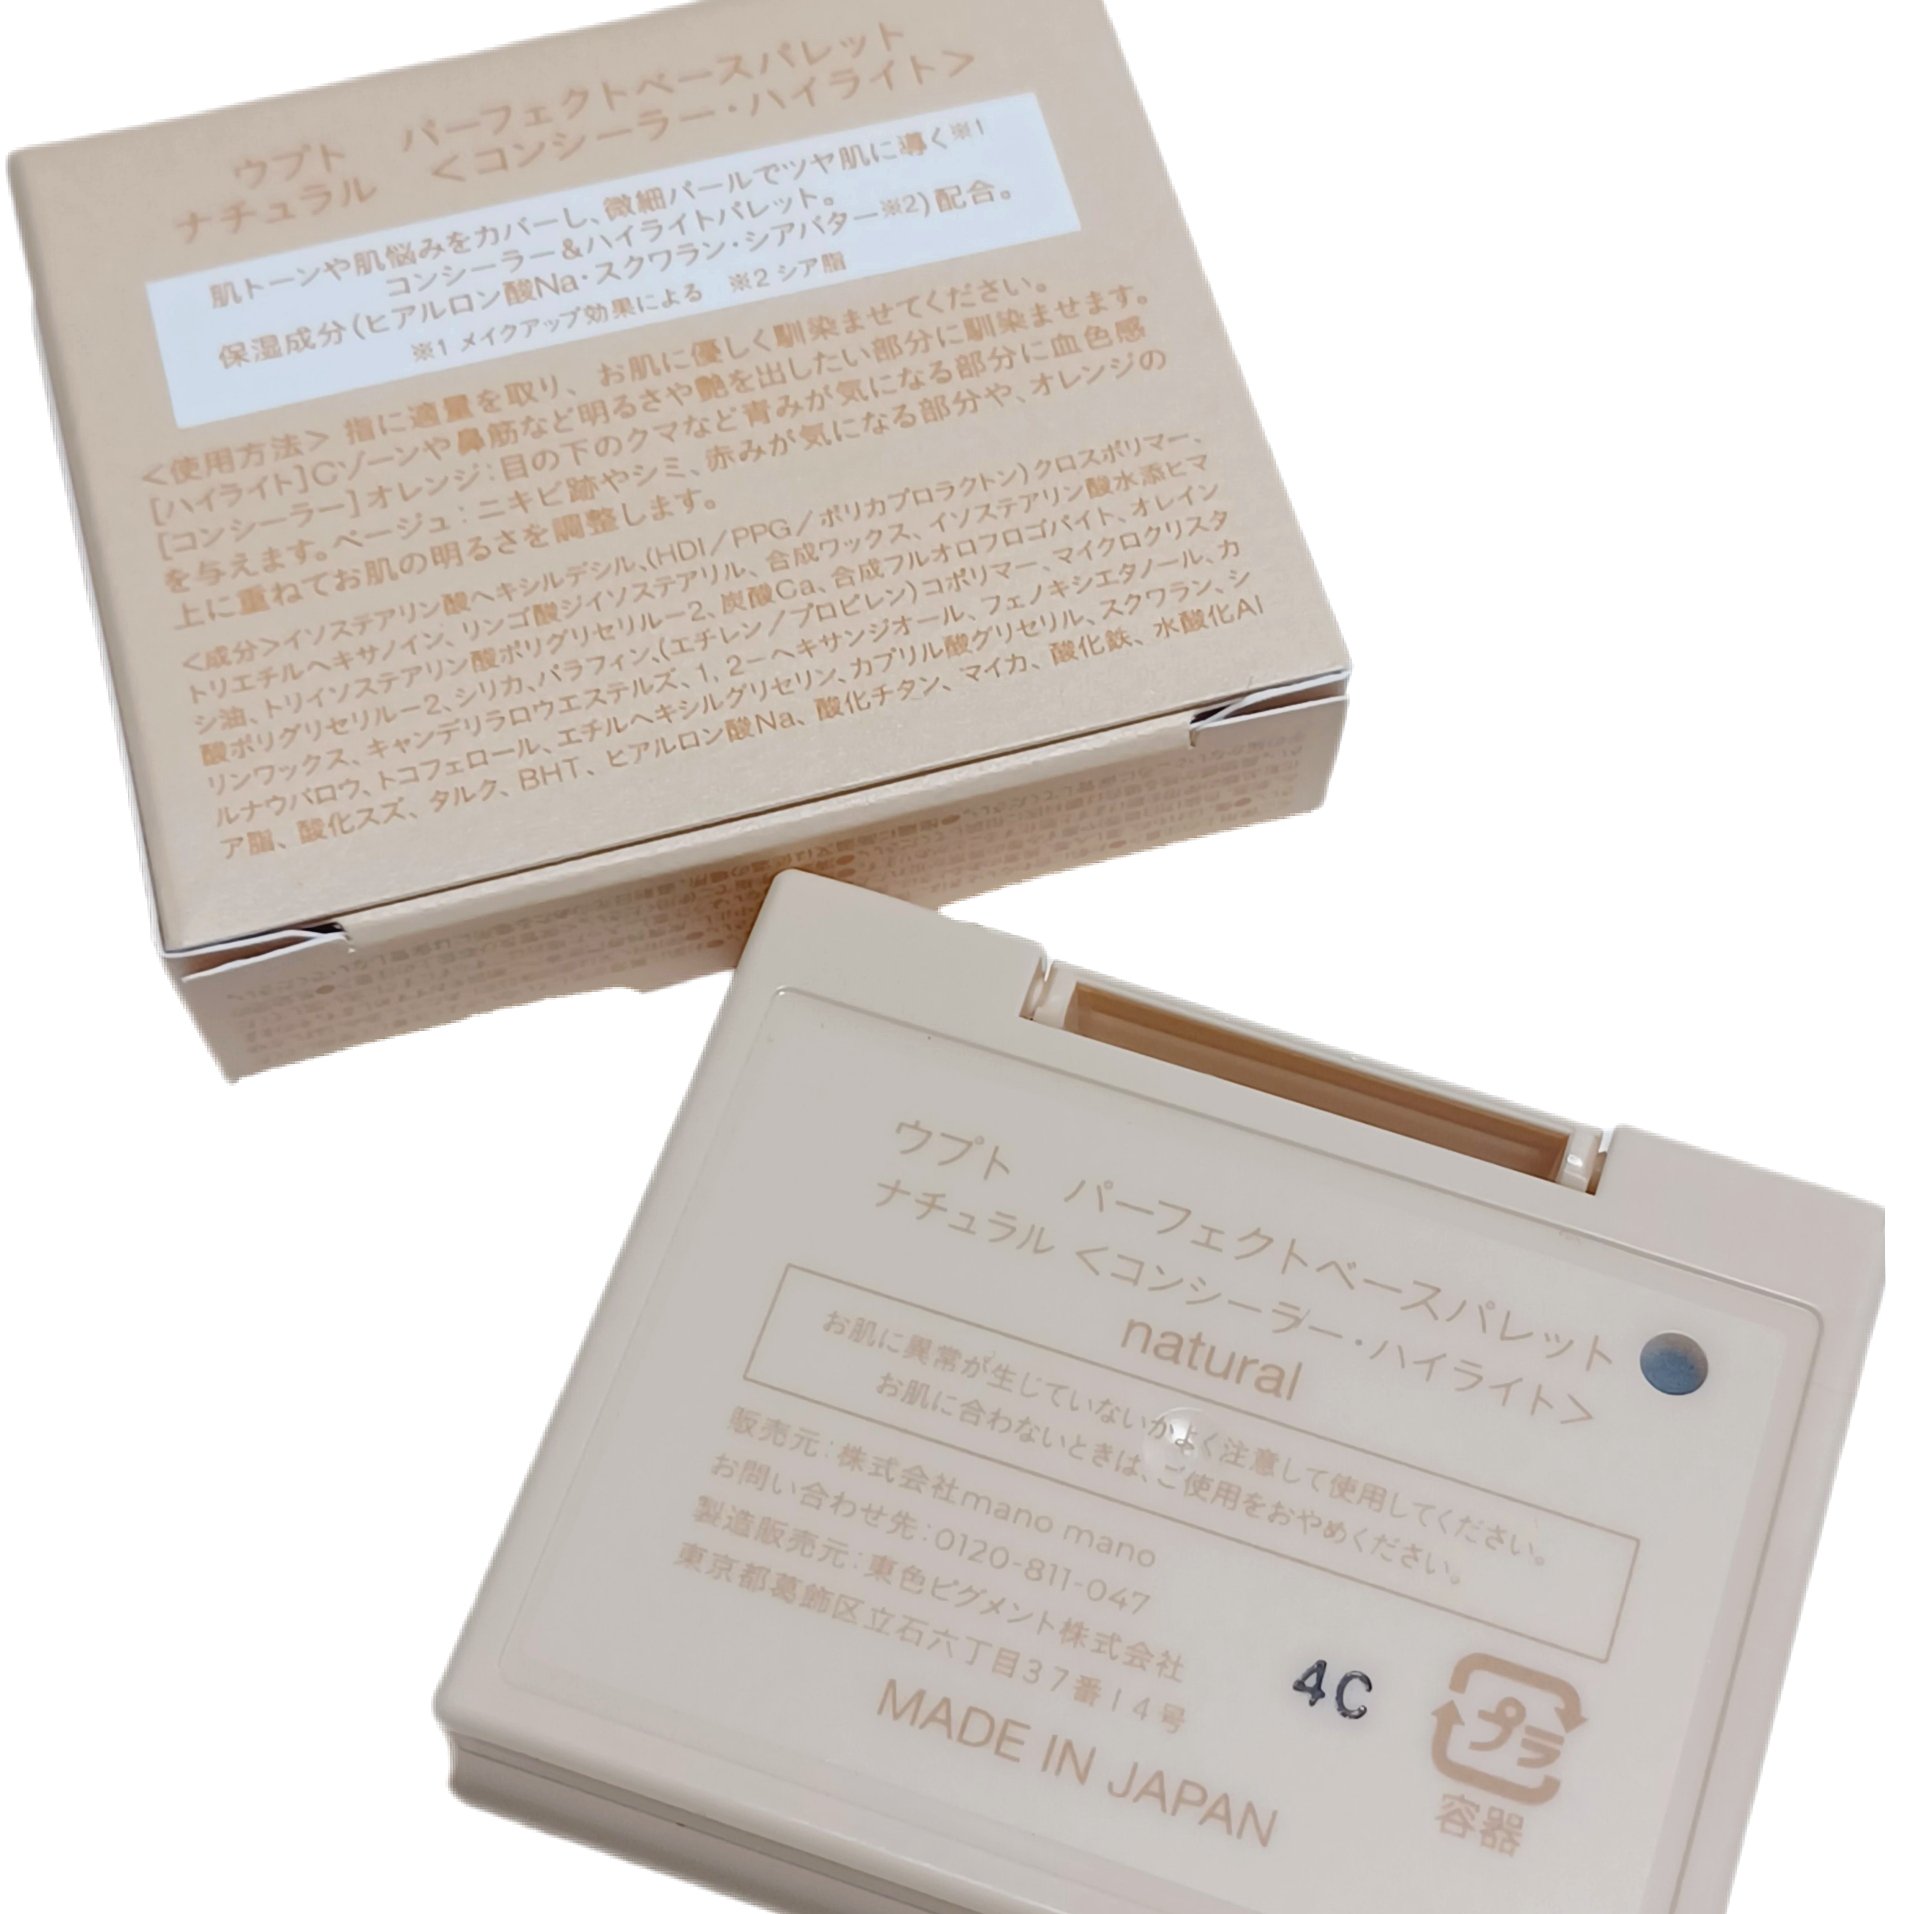 ウプト　パーフェクトベースパレット
ナチュラル　＜コンシーラー・ハイライト＞
肌トーンや肌悩みをカバーし、微細パールでツヤ肌に導く※1
コンシーラー＆ハイライトパレット。
保湿成分(ヒアルロン酸Na・スクワラン・シアバター※2)配合。
※1 メイクアップ効果による　※2 シア脂
＜使用方法＞ 指に適量を取り、お肌に優しく馴染ませてください。
[ハイライト]Cゾーンや鼻筋など明るさや艶を出したい部分に馴染ませます。
[コンシーラー]オレンジ：目の下のクマなど青みが気になる部分に血色感
を与えます。ベージュ：ニキビ跡やシミ、赤みが気になる部分や、オレンジの
上に重ねてお肌の明るさを調整します。
＜成分＞イソステアリン酸ヘキシルデシル、(HDI／PPG／ポリカプロラクトン)クロスポリマー、
トリエチルヘキサノイン、リンゴ酸ジイソステアリル、合成ワックス、イソステアリン酸水添ヒマ
シ油、トリイソステアリン酸ポリグリセリル－2、炭酸Ca、合成フルオロフロゴパイト、オレイン
酸ポリグリセリル－2、シリカ、パラフィン、(エチレン／プロピレン)コポリマー、マイクロクリスタ
リンワックス、キャンデリラロウエステルズ、1, 2－ヘキサンジオール、フェノキシエタノール、カ
ルナウバロウ、トコフェロール、エチルヘキシルグリセリン、カプリル酸グリセリル、スクワラン、シ
ア脂、酸化スズ、タルク、BHT、ヒアルロン酸Na、酸化チタン、マイカ、酸化鉄、水酸化Al
ウプト　パーフェクトベースパレット
ナチュラル ＜コンシーラー・ハイライト＞
natural
お肌に異常が生じていないかよく注意して使用してください。
お肌に合わないときは、ご使用をおやめください。
販売元：株式会社mano mano
お問い合わせ先：0120-811-047
製造販売元：東色ピグメント株式会社
東京都葛飾区立石六丁目37番14号
MADE IN JAPAN
4C
プラ
容器